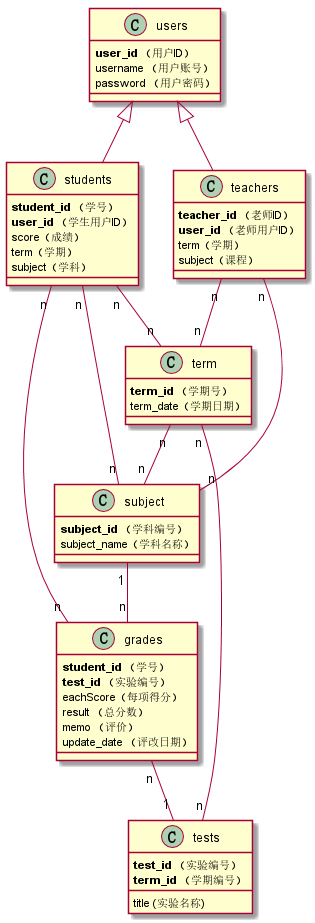 C users
user_id （用户ID）
username （用户账号）
password （用户密码）
C students
student_id （学号）
user_id （学生用户ID）
score（成绩）
term（学期）
subject（学科）
C teachers
teacher_id （老师ID）
user_id （老师用户ID）
term（学期）
subject（课程）
n n n n n
n n
C term
term_id （学期号）
term_date（学期日期）
n n
n n n
C subject
subject_id （学科编号）
subject_name（学科名称）
1
n n
C grades
student_id （学号）
test_id （实验编号）
eachScore（每项得分）
result （总分数）
memo （评价）
update_date （评改日期）
n
1 n
C tests
test_id （实验编号）
term_id （学期编号）
title (实验名称)